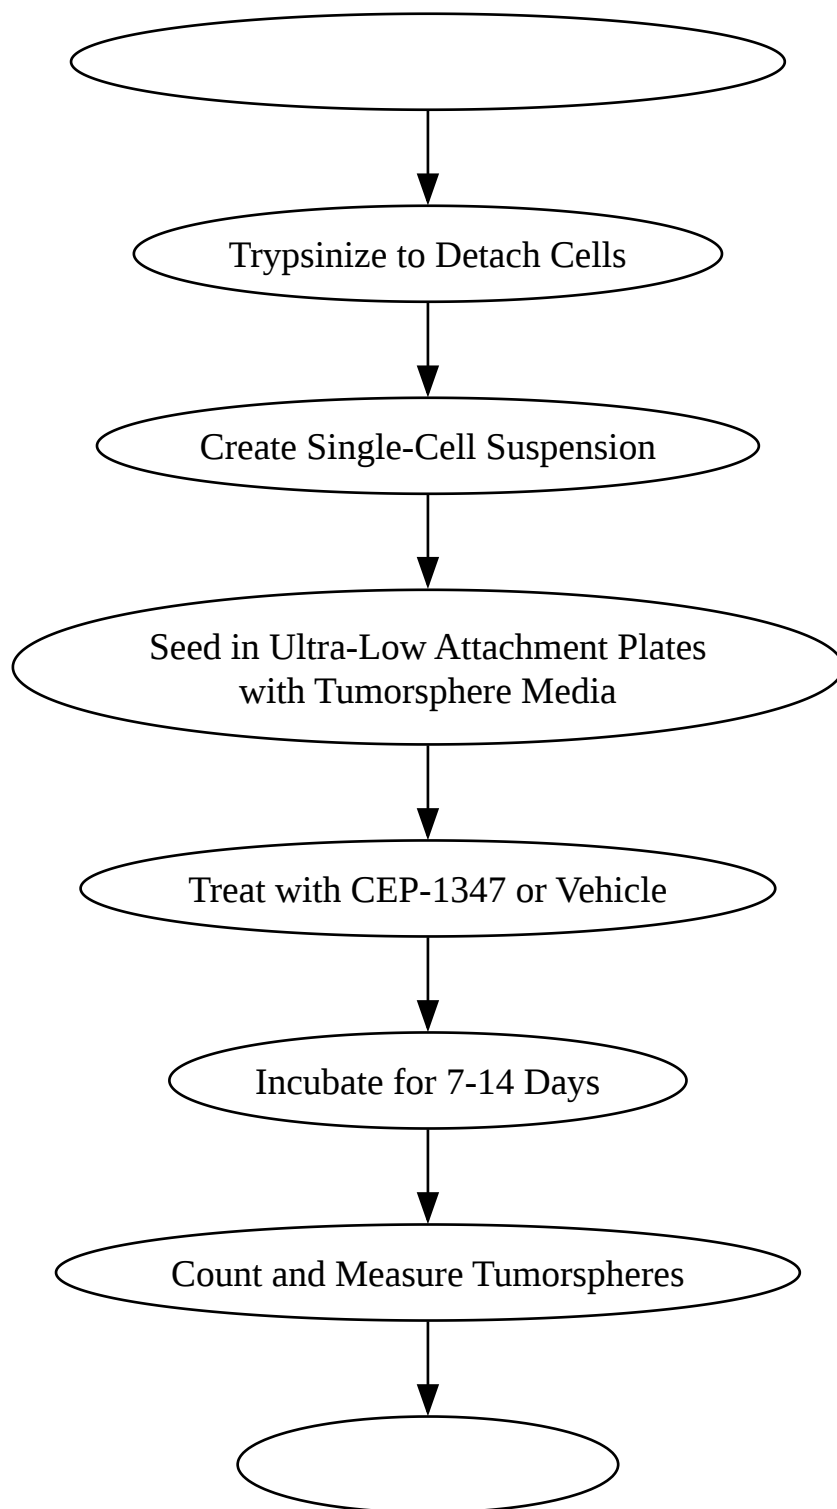 Trypsinize to Detach Cells
Create Single-Cell Suspension
Seed in Ultra-Low Attachment Plates
with Tumorsphere Media
Treat with CEP-1347 or Vehicle
Incubate for 7-14 Days
Count and Measure Tumorspheres